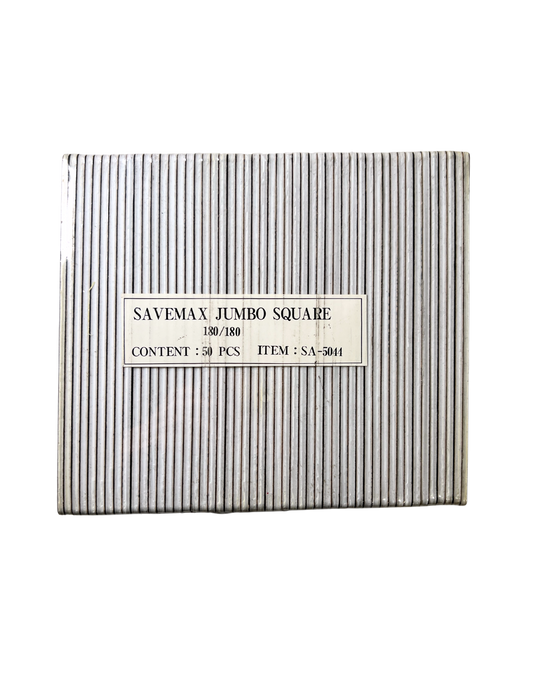 SAVEMAX JUMBO SQUARE
180/180
CONTENT : 50 PCS ITEM : SA-5044